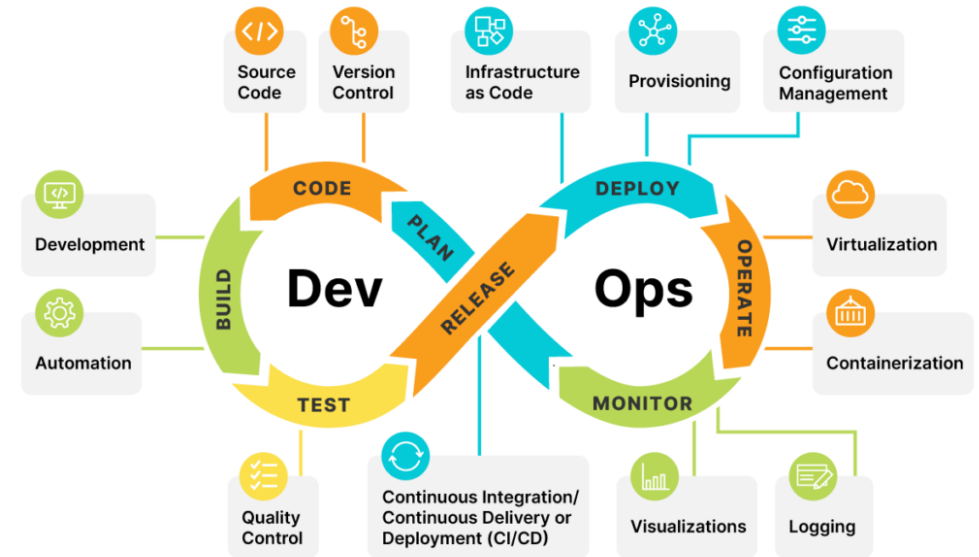 Source
Code
Version
Control
Infrastructure
as Code
Provisioning
Configuration
Management
CODE
DEPLOY
PLAN
Development
Virtualization
Dev
Ops
BUILD
RELEASE
OPERATE
Automation
Containerization
TEST
MONITOR
Quality
Control
Continuous Integration/
Continuous Delivery or
Deployment (CI/CD)
Visualizations
Logging